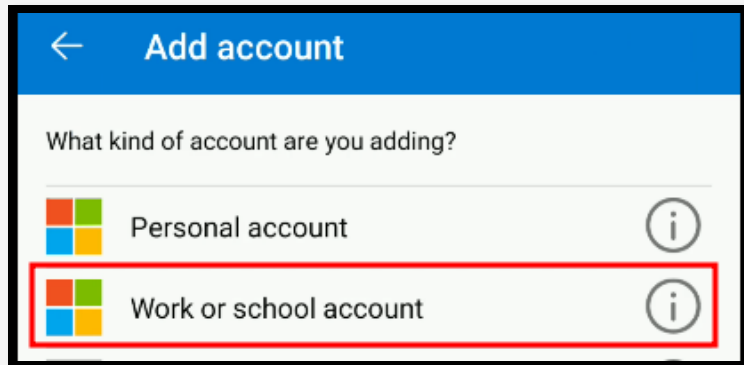 Add account
What kind of account are you adding?
Personal account
Work or school account